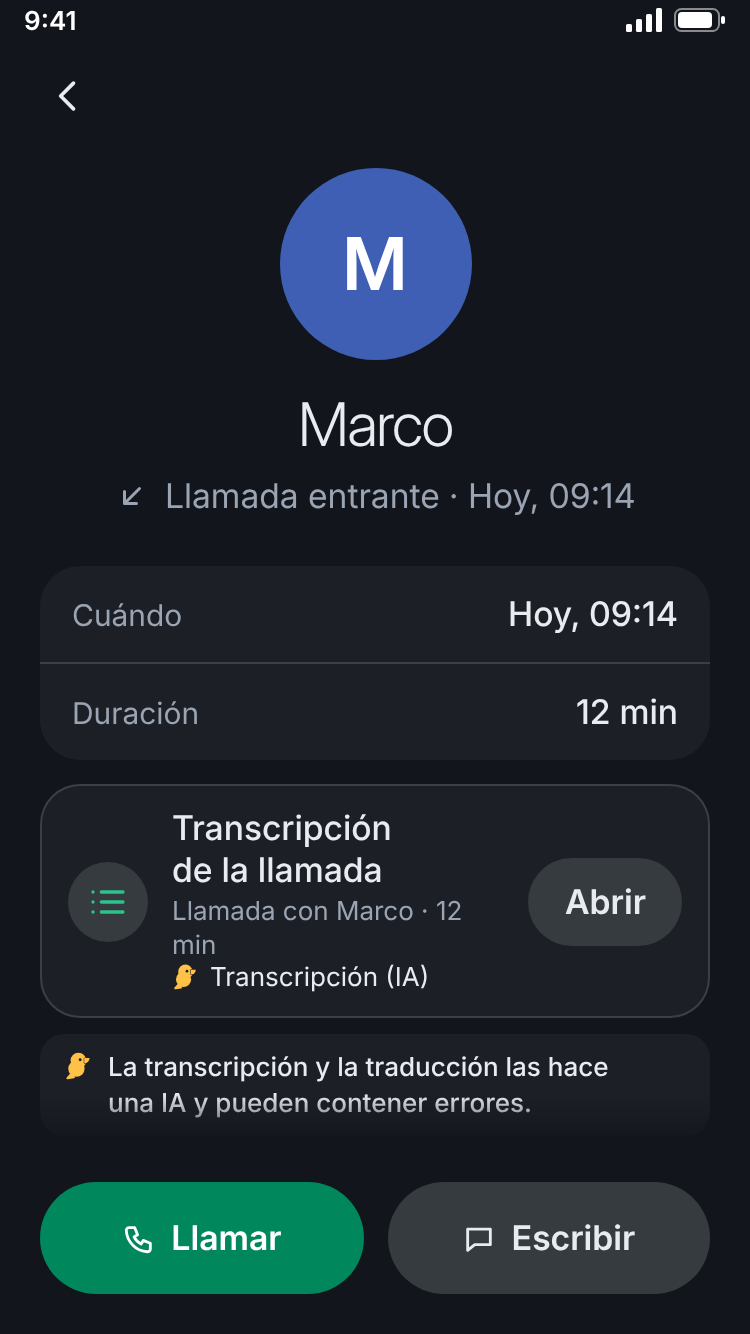 9:41
M
Marco
Llamada entrante · Hoy, 09:14
Cuándo
Hoy, 09:14
Duración
12 min
Transcripción
de la llamada
Llamada con Marco · 12
min
Transcripción (IA)
Abrir
La transcripción y la traducción las hace
una IA y pueden contener errores.
Llamar
Escribir